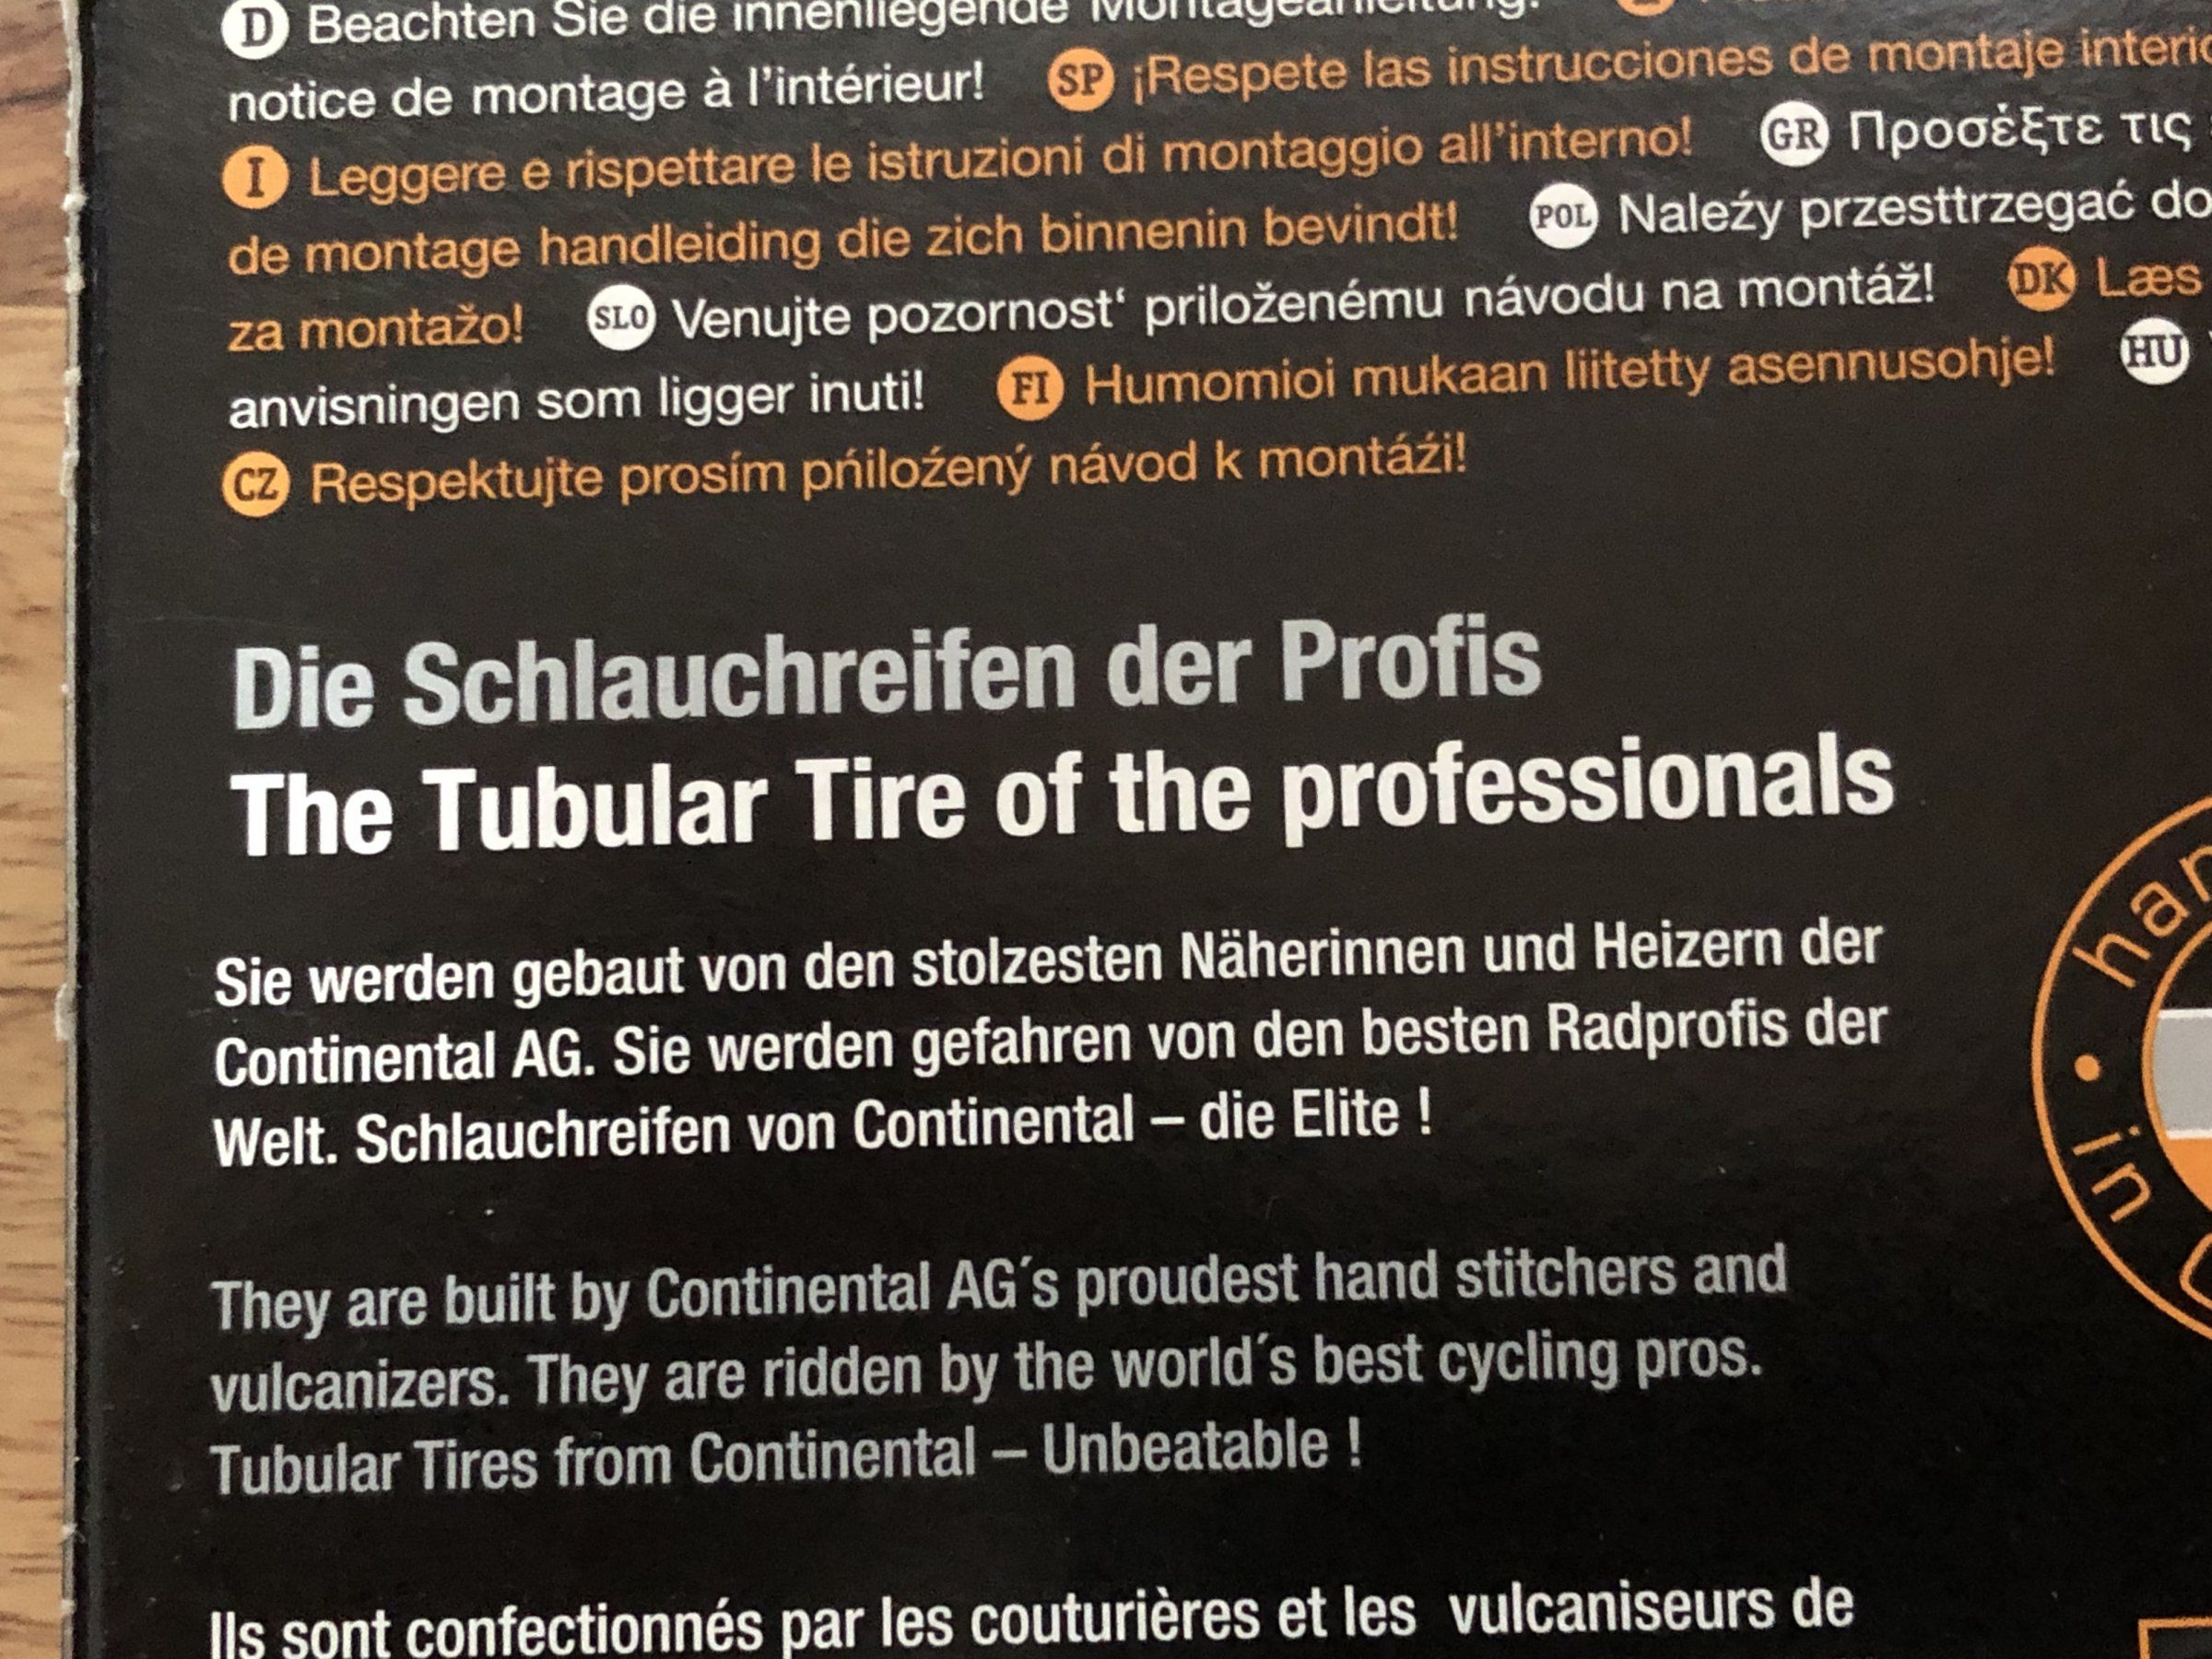 D Beachten Sie die innenliegende Montageanleitung!
notice de montage à l'intérieur! SP ¡Respete las instrucciones de montaje
I Leggere e rispettare le istruzioni di montaggio all'interno! GR Προσέξτε τις
de montage handleiding die zich binnenin bevindt! POL Naleźy przesttrzegać do
za montažo! SLO Venujte pozornost‘ priloženému návodu na montáž! DK Læs
anvisningen som ligger inuti! FI Humomioi mukaan liitetty asennusohje! HU
CZ Respektujte prosím pńiloźený návod k montáźi!
Die Schlauchreifen der Profis
The Tubular Tire of the professionals
Sie werden gebaut von den stolzesten Näherinnen und Heizern der
Continental AG. Sie werden gefahren von den besten Radprofis der
Welt. Schlauchreifen von Continental – die Elite !
They are built by Continental AG´s proudest hand stitchers and
vulcanizers. They are ridden by the world´s best cycling pros.
Tubular Tires from Continental – Unbeatable !
Ils sont confectionnés par les couturières et les vulcaniseurs de
han
in